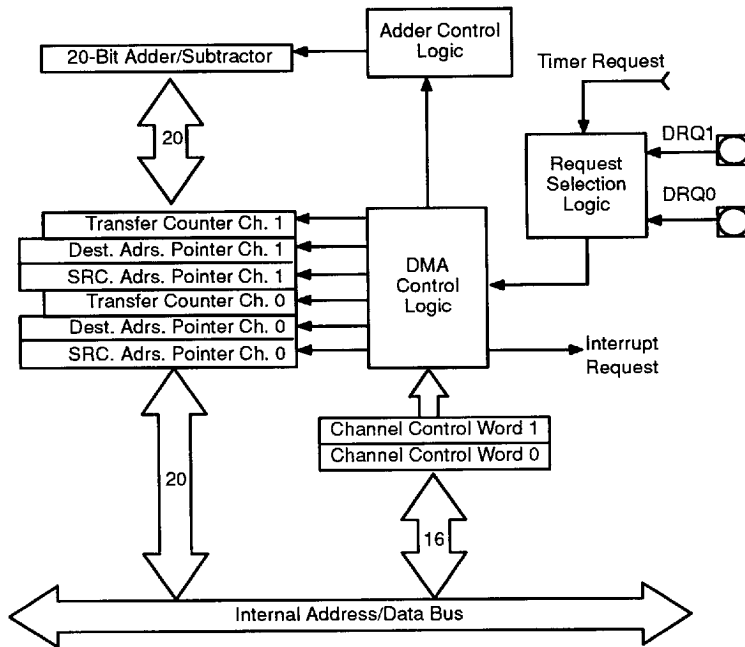 Adder Control
Logic
20-Bit Adder/Subtractor
Timer Request
20
DRQ1
Request
Selection
Logic
DRQ0
Transfer Counter Ch. 1
Dest. Adrs. Pointer Ch. 1
SRC. Adrs. Pointer Ch. 1
Transfer Counter Ch. 0
Dest. Adrs. Pointer Ch. 0
SRC. Adrs. Pointer Ch. 0
DMA
Control
Logic
Interrupt
Request
Channel Control Word 1
Channel Control Word 0
20
16
Internal Address/Data Bus